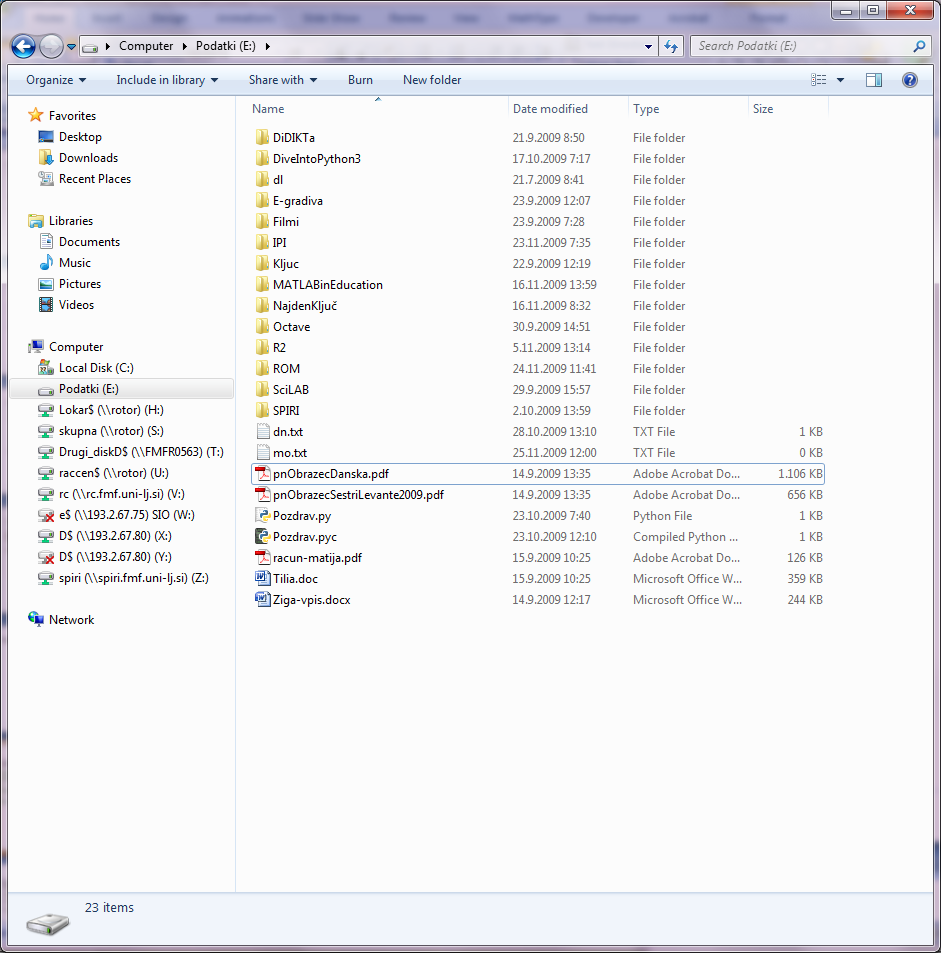 Computer Podatki (E:) Search Podatki (E:)
Organize Include in library Share with Burn New folder
Favorites
Desktop
Downloads
Recent Places
Libraries
Documents
Music
Pictures
Videos
Computer
Local Disk (C:)
Podatki (E:)
Lokar$ (\\rotor) (H:)
skupna (\\rotor) (S:)
Drugi_diskD$ (\\FMFR0563) (T:)
raccen$ (\\rotor) (U:)
rc (\\rc.fmf.uni-lj.si) (V:)
e$ (\\193.2.67.75) SIO (W:)
D$ (\\193.2.67.80) (X:)
D$ (\\193.2.67.80) (Y:)
spiri (\\spiri.fmf.uni-lj.si) (Z:)
Network
Name Date modified Type Size
DiDIKTa 21.9.2009 8:50 File folder
DiveIntoPython3 17.10.2009 7:17 File folder
dl 21.7.2009 8:41 File folder
E-gradiva 23.9.2009 12:07 File folder
Filmi 23.9.2009 7:28 File folder
IPI 23.11.2009 7:35 File folder
Kljuc 22.9.2009 12:19 File folder
MATLABinEducation 16.11.2009 13:59 File folder
NajdenKljuč 16.11.2009 8:32 File folder
Octave 30.9.2009 14:51 File folder
R2 5.11.2009 13:14 File folder
ROM 24.11.2009 11:41 File folder
SciLAB 29.9.2009 15:57 File folder
SPIRI 2.10.2009 13:59 File folder
dn.txt 28.10.2009 13:10 TXT File 1 KB
mo.txt 25.11.2009 12:00 TXT File 0 KB
pnObrazecDanska.pdf 14.9.2009 13:35 Adobe Acrobat Do... 1.106 KB
pnObrazecSestriLevante2009.pdf 14.9.2009 13:35 Adobe Acrobat Do... 656 KB
Pozdrav.py 23.10.2009 7:40 Python File 1 KB
Pozdrav.pyc 23.10.2009 12:10 Compiled Python ... 1 KB
racun-matija.pdf 15.9.2009 10:25 Adobe Acrobat Do... 126 KB
Tilia.doc 15.9.2009 10:25 Microsoft Office W... 359 KB
Ziga-vpis.docx 14.9.2009 12:17 Microsoft Office W... 244 KB
23 items